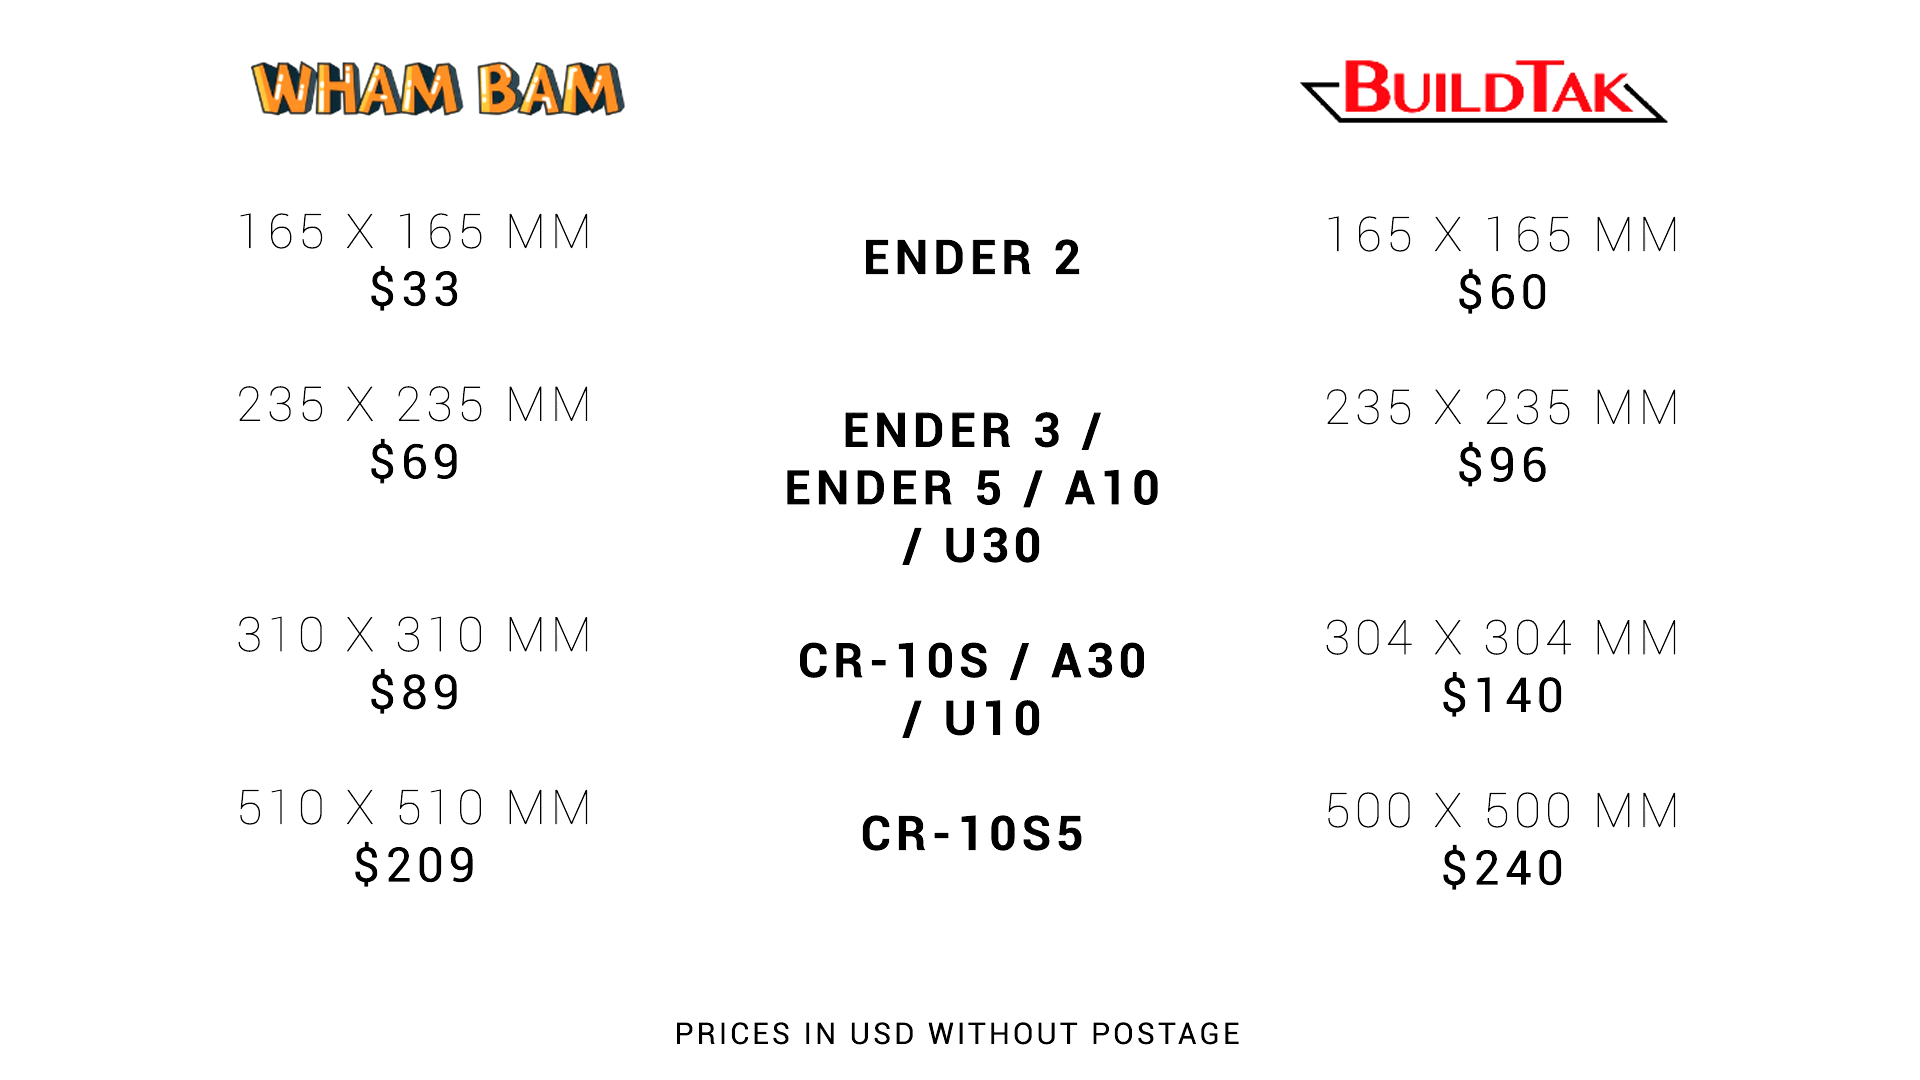 WHAM BAM
BUILDTAK
165 X 165 MM
$33
ENDER 2
165 X 165 MM
$60
235 X 235 MM
$69
ENDER 3 /
ENDER 5 / A10
/ U30
235 X 235 MM
$96
310 X 310 MM
$89
CR-10S / A30
/ U10
304 X 304 MM
$140
510 X 510 MM
$209
CR-10S5
500 X 500 MM
$240
PRICES IN USD WITHOUT POSTAGE